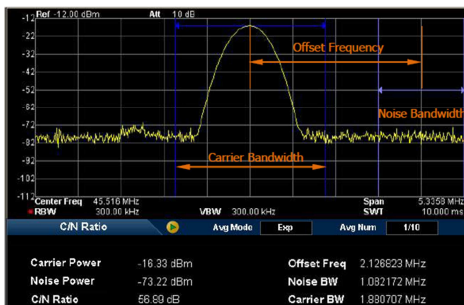 Ref -12.00 dBm Att 10 dB
-12
-22
-32
-42
-52
-62
-72
-82
-92
-102
-112
Offset Frequency
Noise Bandwidth
Carrier Bandwidth
Center Freq 45.516 MHz Span 5.3358 MHz
RBW 300.00 kHz VBW 300.00 kHz SWT 10.000 ms
C/N Ratio Avg Mode Exp Avg Num 1/10
Carrier Power -16.33 dBm Offset Freq 2.126823 MHz
Noise Power -73.22 dBm Noise BW 1.082172 MHz
C/N Ratio 56.89 dB Carrier BW 1.880707 MHz